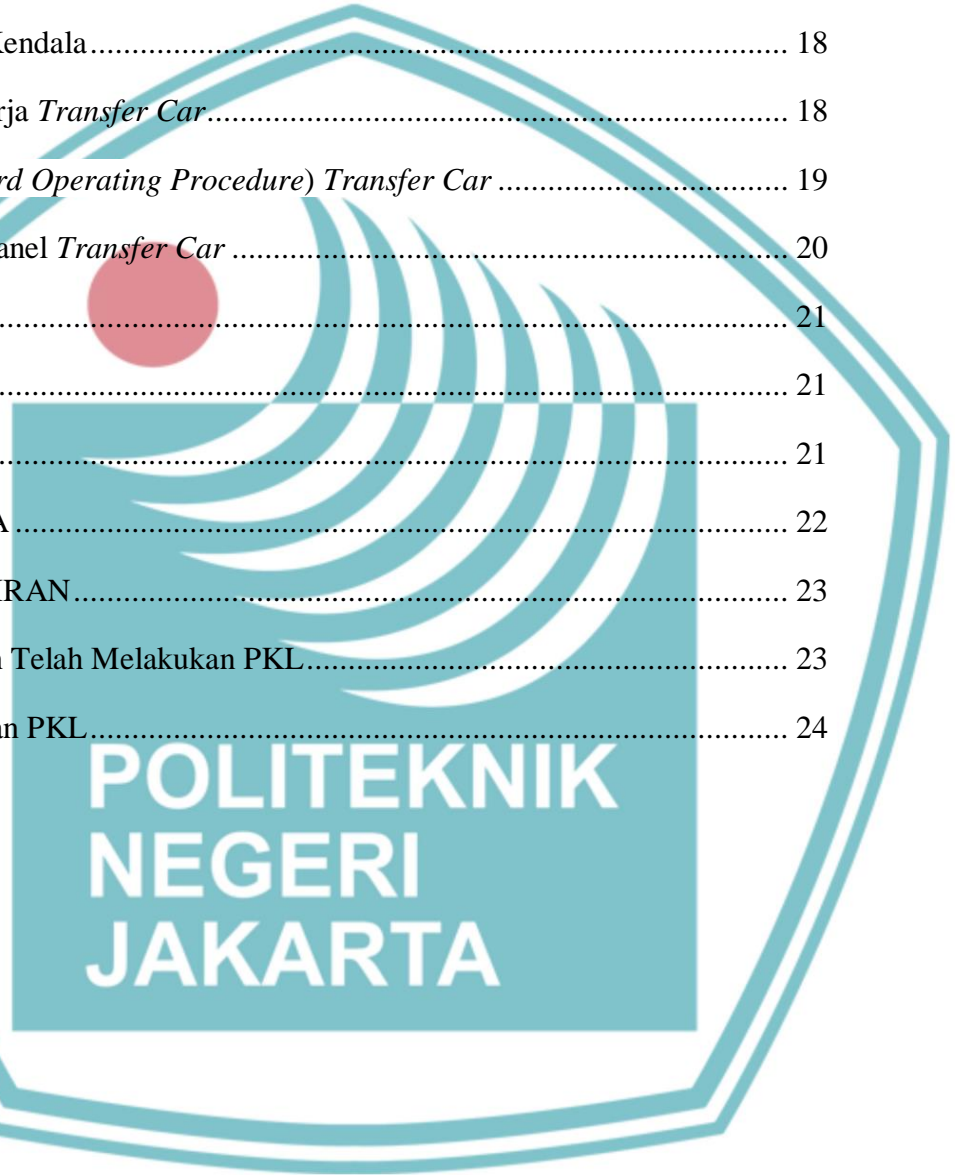 Kendala ........ 18
rja Transfer Car ........ 18
rd Operating Procedure) Transfer Car ........ 19
anel Transfer Car ........ 20
........ 21
........ 21
........ 21
A ........ 22
IRAN ........ 23
n Telah Melakukan PKL ........ 23
an PKL ........ 24
POLITEKNIK
NEGERI
JAKARTA